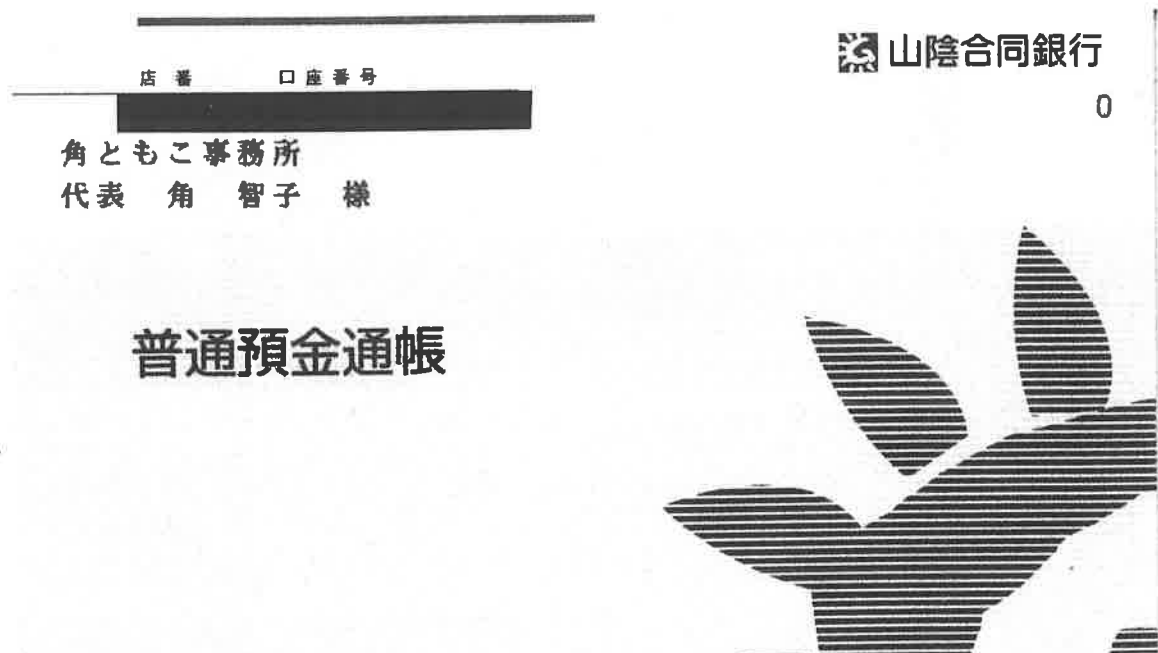 山陰合同銀行
0
店番 口座番号
角ともこ事務所
代表 角 智子 様
普通預金通帳